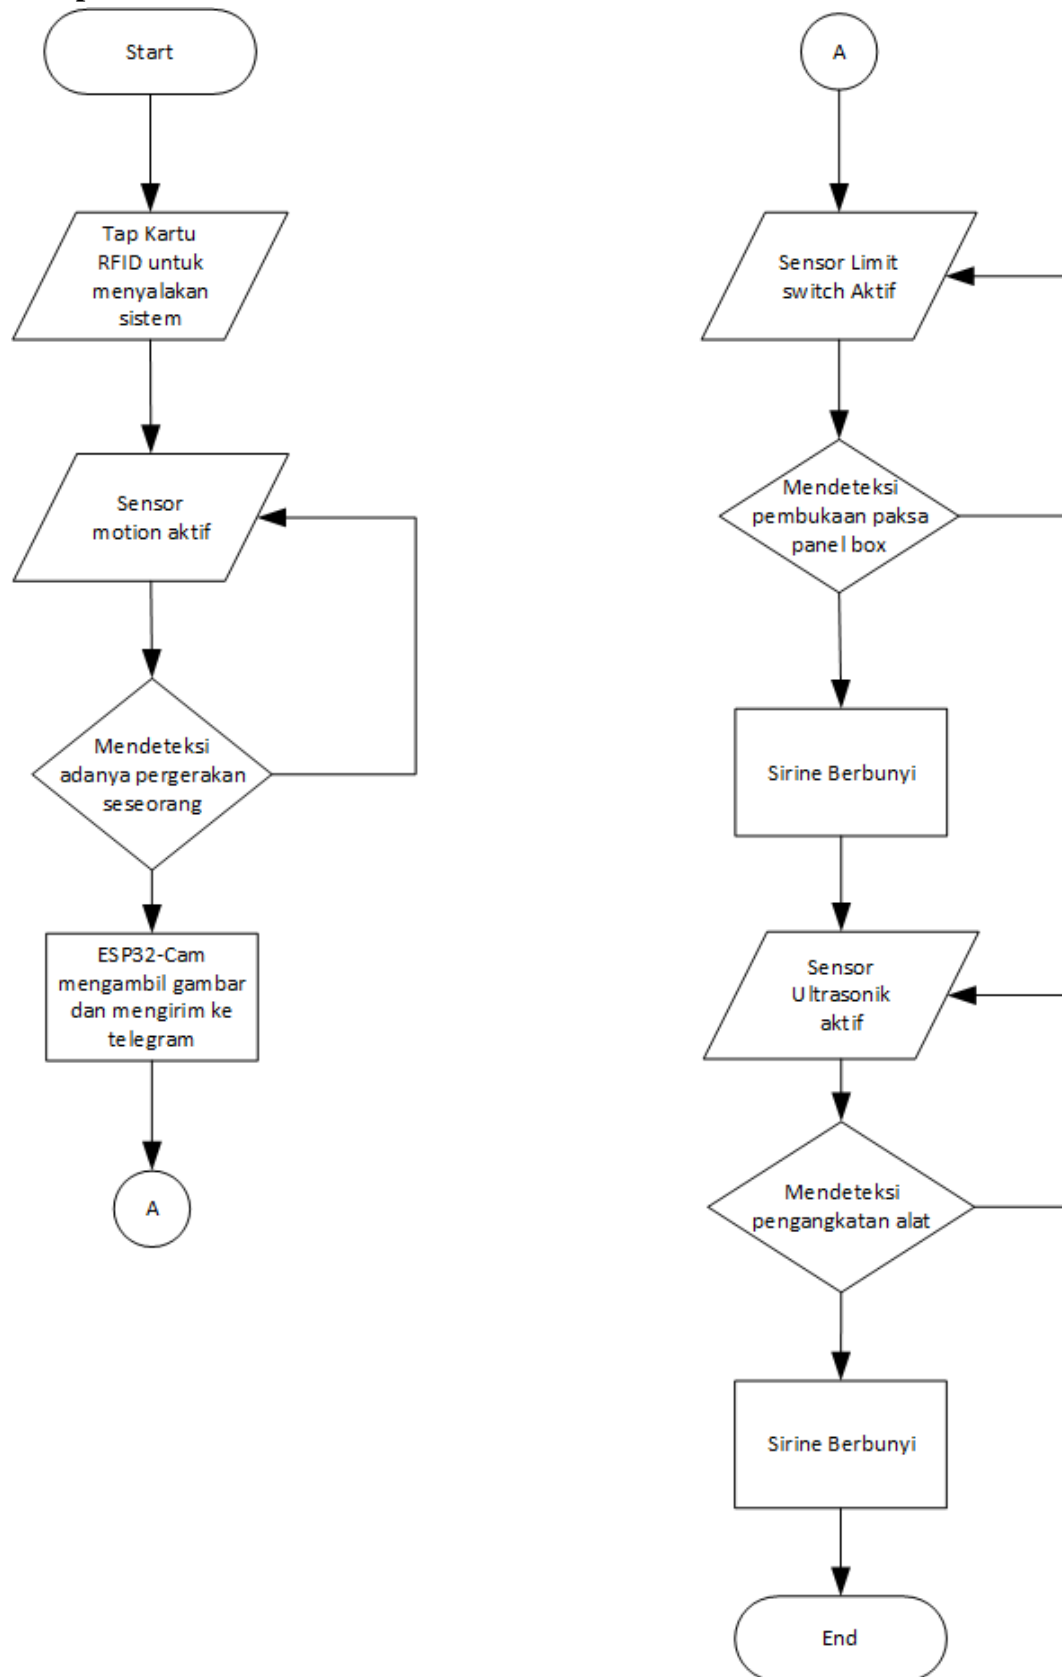 Start
Tap Kartu
RFID untuk
menyalakan
sistem
Sensor
motion aktif
Mendeteksi
adanya pergerakan
seseorang
ESP32-Cam
mengambil gambar
dan mengirim ke
telegram
A
A
Sensor Limit
switch Aktif
Mendeteksi
pembukaan paksa
panel box
Sirine Berbunyi
Sensor
Ultrasonik
aktif
Mendeteksi
pengangkatan alat
Sirine Berbunyi
End